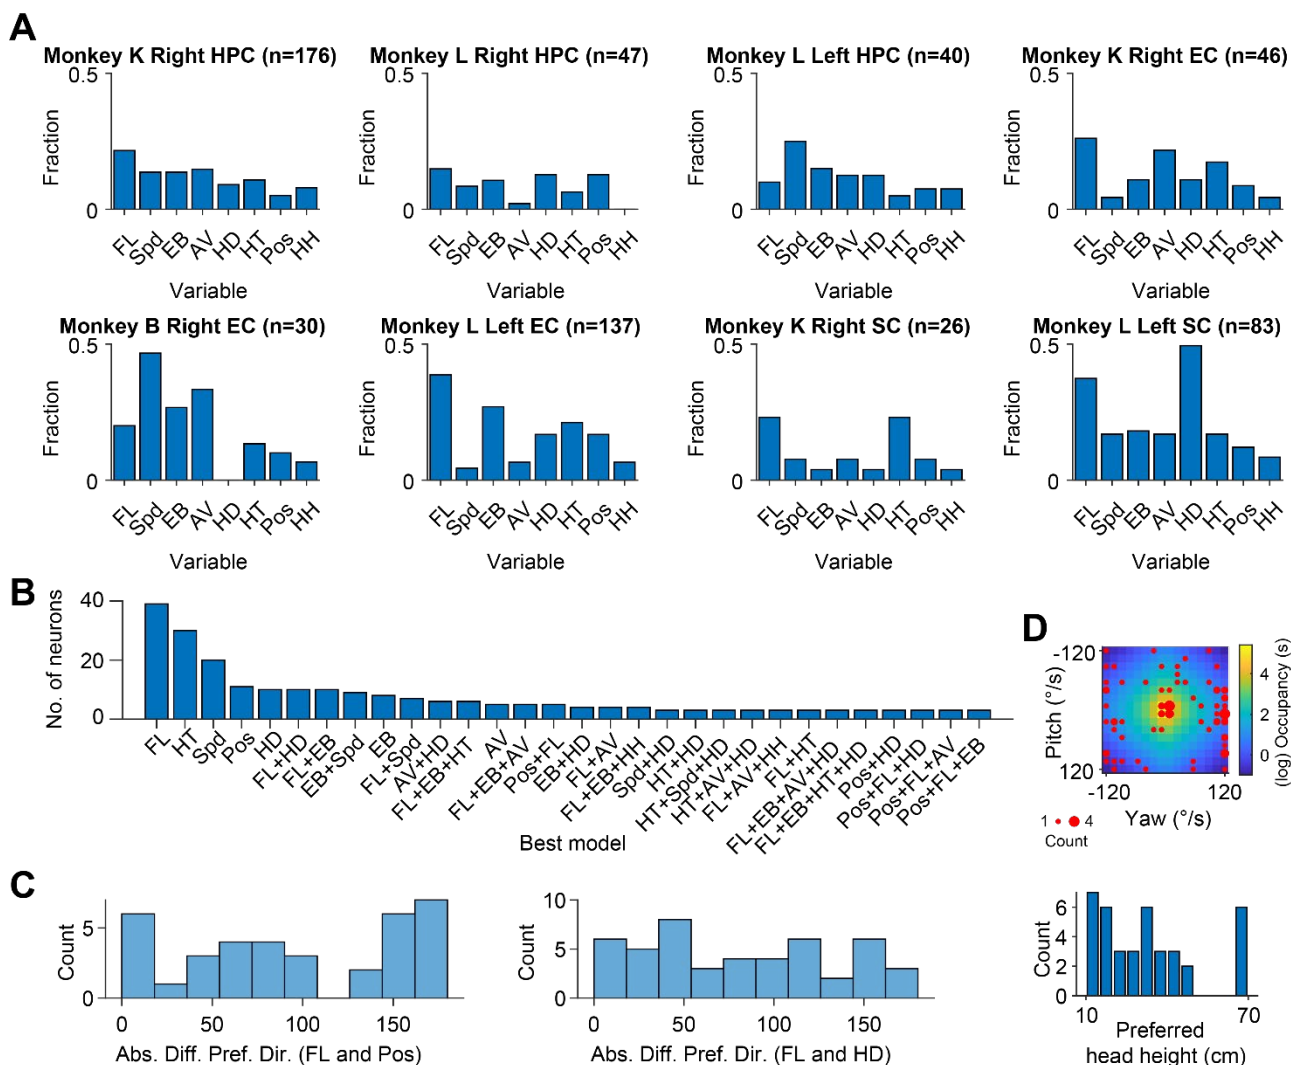 A
Monkey K Right HPC (n=176)
Monkey L Right HPC (n=47)
Monkey L Left HPC (n=40)
Monkey K Right EC (n=46)
0.5
0.5
0.5
0.5
Fraction
Fraction
Fraction
Fraction
0
0
0
0
FL Spd EB AV HD HT Pos HH
FL Spd EB AV HD HT Pos HH
FL Spd EB AV HD HT Pos HH
FL Spd EB AV HD HT Pos HH
Variable
Variable
Variable
Variable
Monkey B Right EC (n=30)
Monkey L Left EC (n=137)
Monkey K Right SC (n=26)
Monkey L Left SC (n=83)
0.5
0.5
0.5
0.5
Fraction
Fraction
Fraction
Fraction
0
0
0
0
FL Spd EB AV HD HT Pos HH
FL Spd EB AV HD HT Pos HH
FL Spd EB AV HD HT Pos HH
FL Spd EB AV HD HT Pos HH
Variable
Variable
Variable
Variable
B
No. of neurons
40
20
0
FL
HT
Spd
Pos
HD
FL+HD
FL+EB
EB+Spd
EB
FL+Spd
AV+HD
FL+EB+HT
AV
FL+EB+AV
Pos+FL
EB+HD
FL+AV
FL+EB+HH
Spd+HD
HT+HD
HT+Spd+HD
HT+AV+HD
FL+AV+HH
FL+HT
FL+EB+AV+HD
FL+EB+HT+HD
Pos+HD
Pos+FL+HD
Pos+FL+AV
Pos+FL+EB
Best model
D
-120
120
Pitch (°/s)
-120
120
Yaw (°/s)
4
2
0
(log) Occupancy (s)
1 4
Count
C
Count
5
0
0 50 100 150
Abs. Diff. Pref. Dir. (FL and Pos)
Count
10
5
0
0 50 100 150
Abs. Diff. Pref. Dir. (FL and HD)
Count
6
4
2
0
10 70
Preferred
head height (cm)